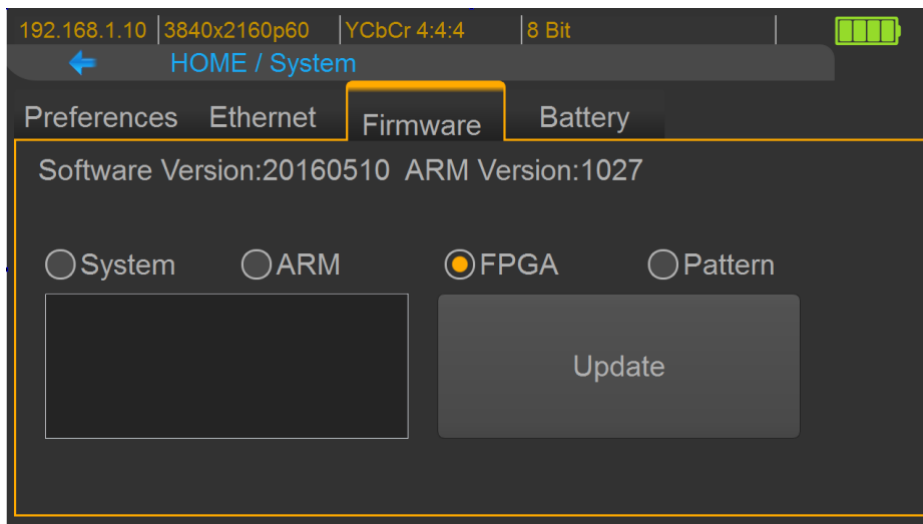 192.168.1.10 3840x2160p60 YCbCr 4:4:4 8 Bit
HOME / System
Preferences Ethernet Firmware Battery
Software Version:20160510 ARM Version:1027
System ARM FPGA Pattern
Update